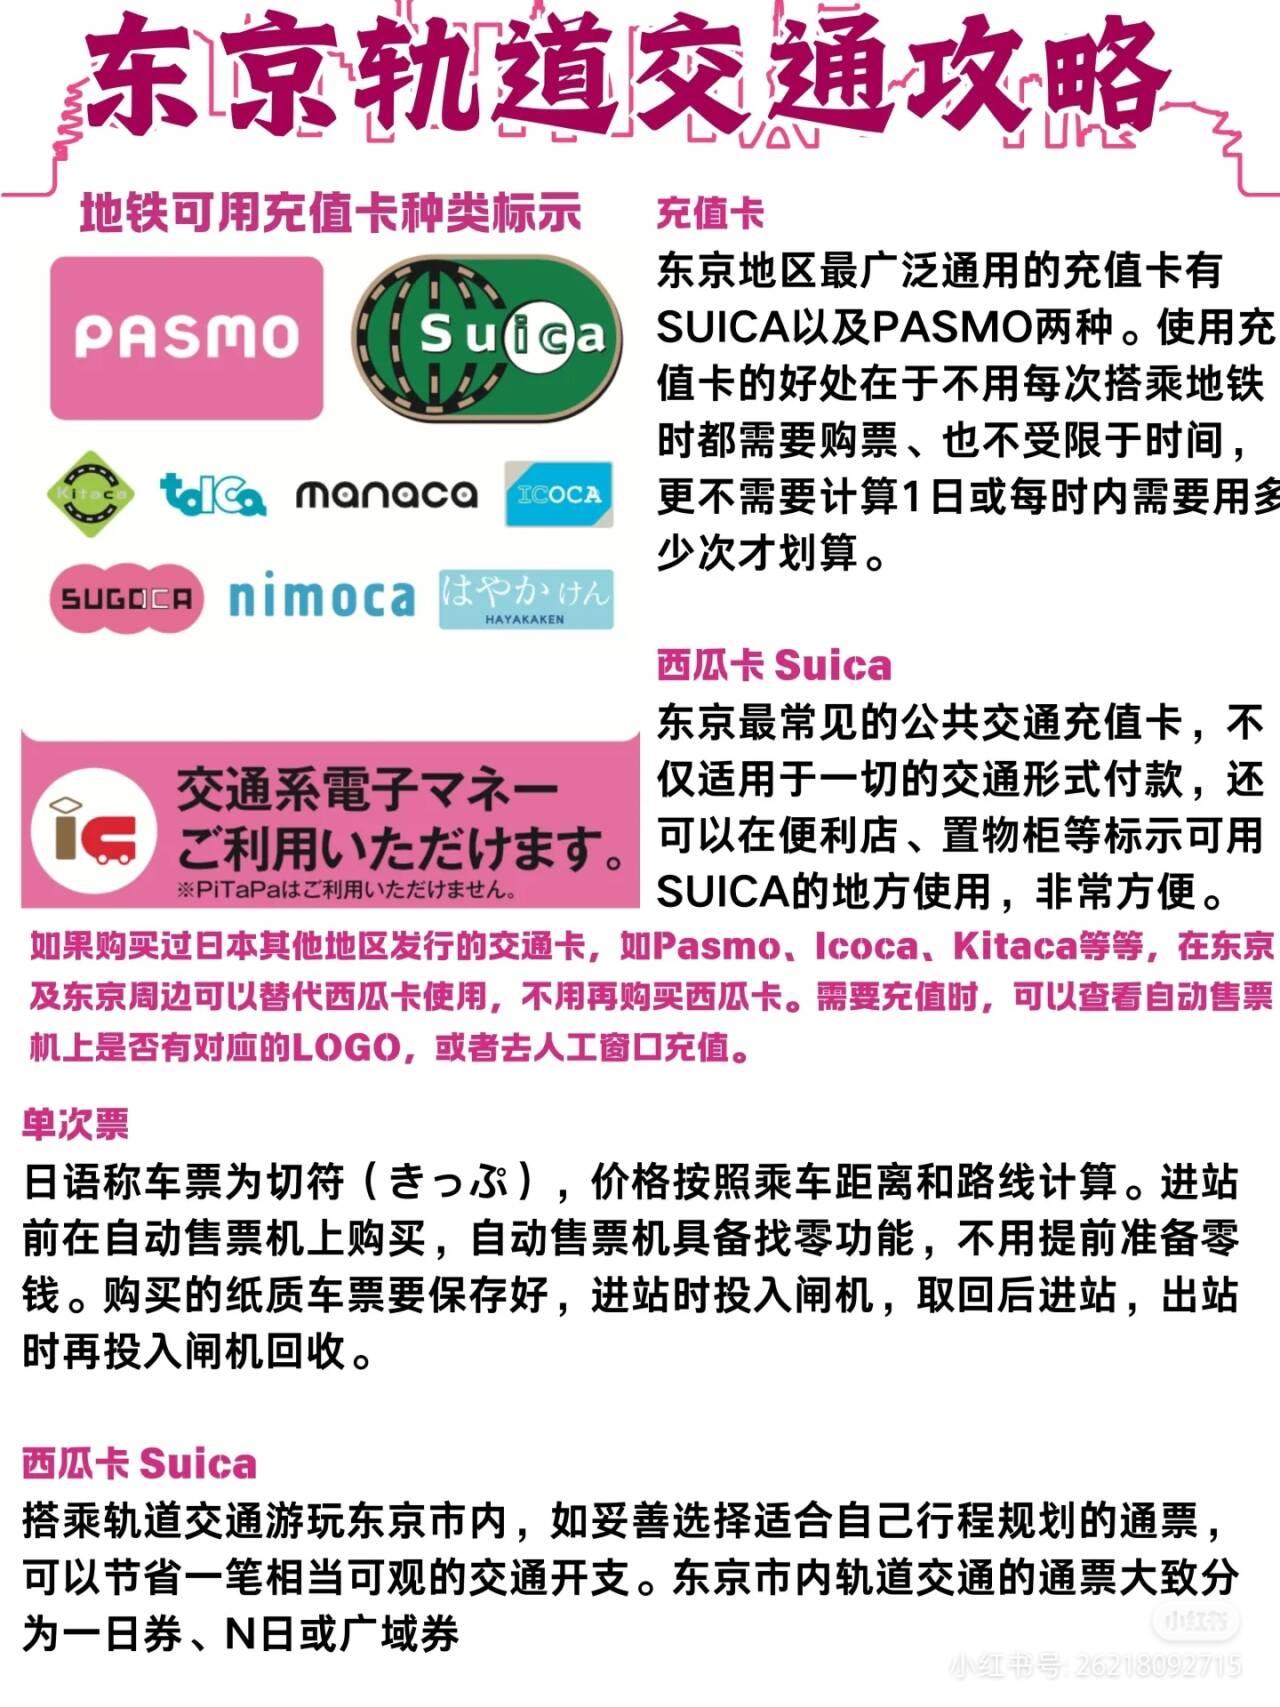 东京轨道交通攻略
地铁可用充值卡种类标示
PASMO
Suica
Kitaca
toica
manaca
ICOCA
SUGOCA
nimoca
はやかけん
HAYAKAKEN
交通系電子マネー
ご利用いただけます。
※PiTaPaはご利用いただけません。
充值卡
东京地区最广泛通用的充值卡有
SUICA以及PASMO两种。使用充
值卡的好处在于不用每次搭乘地铁
时都需要购票、也不受限于时间，
更不需要计算1日或每时内需要用多
少次才划算。
西瓜卡 Suica
东京最常见的公共交通充值卡，不
仅适用于一切的交通形式付款，还
可以在便利店、置物柜等标示可用
SUICA的地方使用，非常方便。
如果购买过日本其他地区发行的交通卡，如Pasmo、Icoca、Kitaca等等，在东京
及东京周边可以替代西瓜卡使用，不用再购买西瓜卡。需要充值时，可以查看自动售票
机上是否有对应的LOGO，或者去人工窗口充值。
单次票
日语称车票为切符（きっぷ），价格按照乘车距离和路线计算。进站
前在自动售票机上购买，自动售票机具备找零功能，不用提前准备零
钱。购买的纸质车票要保存好，进站时投入闸机，取回后进站，出站
时再投入闸机回收。
西瓜卡 Suica
搭乘轨道交通游玩东京市内，如妥善选择适合自己行程规划的通票，
可以节省一笔相当可观的交通开支。东京市内轨道交通的通票大致分
为一日券、N日或广域券
小红书
小红书号: 26218092715